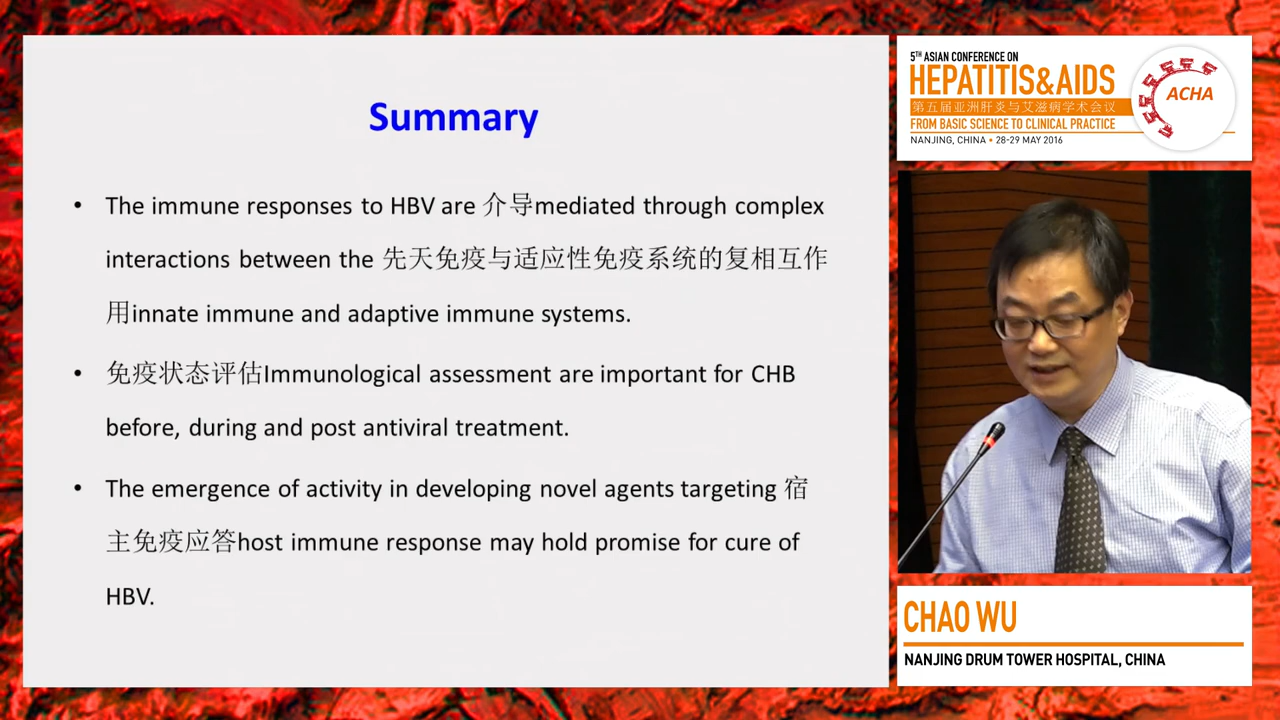 Summary
• The immune responses to HBV are 介导mediated through complex
interactions between the 先天免疫与适应性免疫系统的复相互作
用innate immune and adaptive immune systems.
• 免疫状态评估Immunological assessment are important for CHB
before, during and post antiviral treatment.
• The emergence of activity in developing novel agents targeting 宿
主免疫应答host immune response may hold promise for cure of
HBV.
5TH ASIAN CONFERENCE ON
HEPATITIS&AIDS
第五届亚洲肝炎与艾滋病学术会议
FROM BASIC SCIENCE TO CLINICAL PRACTICE
NANJING, CHINA • 28-29 MAY 2016
ACHA
CHAO WU
NANJING DRUM TOWER HOSPITAL, CHINA